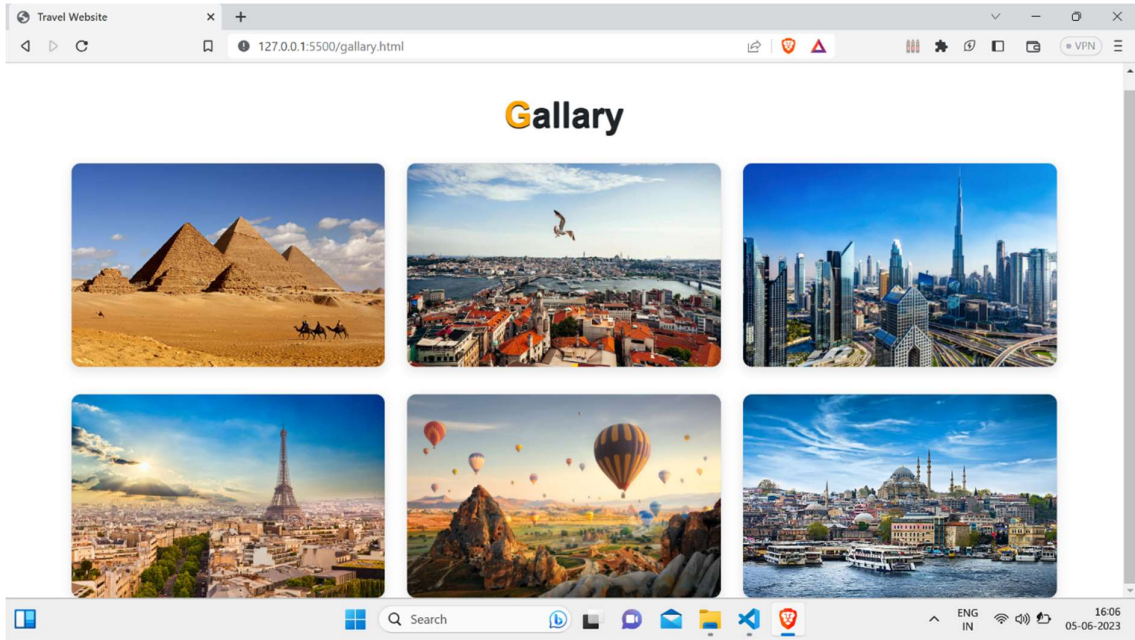 Travel Website
127.0.0.1:5500/gallary.html
VPN
Gallary
Search
ENG
IN
16:06
05-06-2023